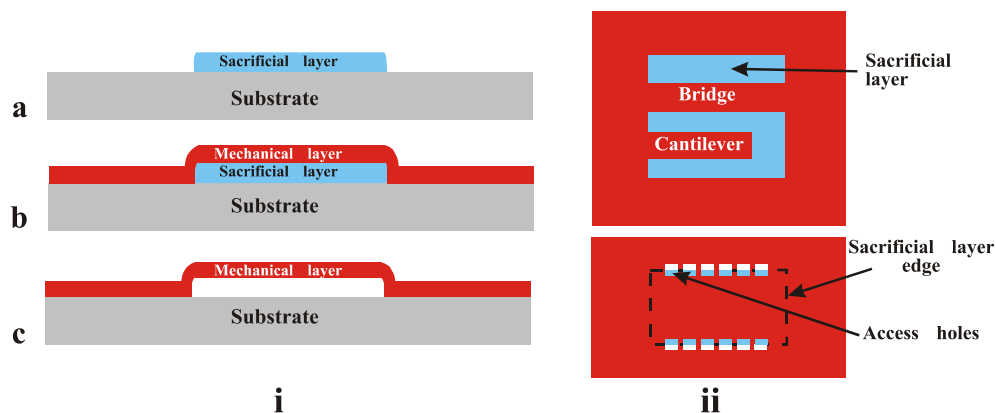 Sacrificial layer
Substrate
a
Mechanical layer
Sacrificial layer
Substrate
b
Mechanical layer
Substrate
c
i
Sacrificial
layer
Bridge
Cantilever
Sacrificial layer
edge
Access holes
ii